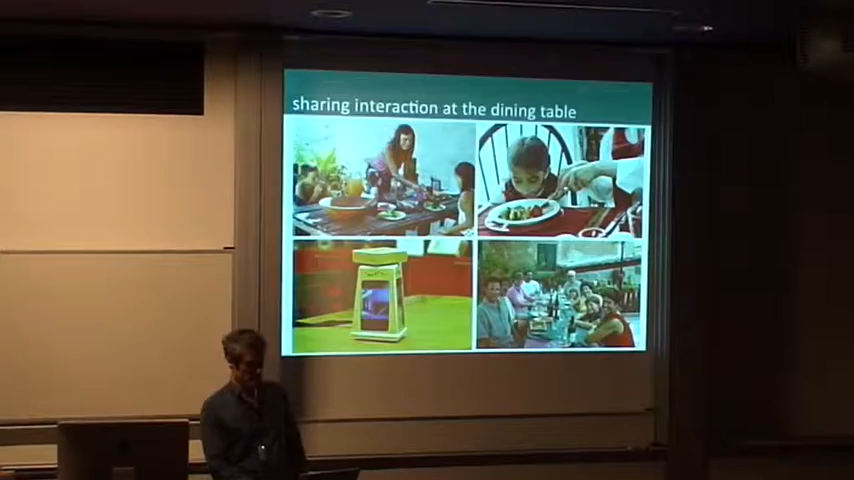 sharing interaction at the dining table